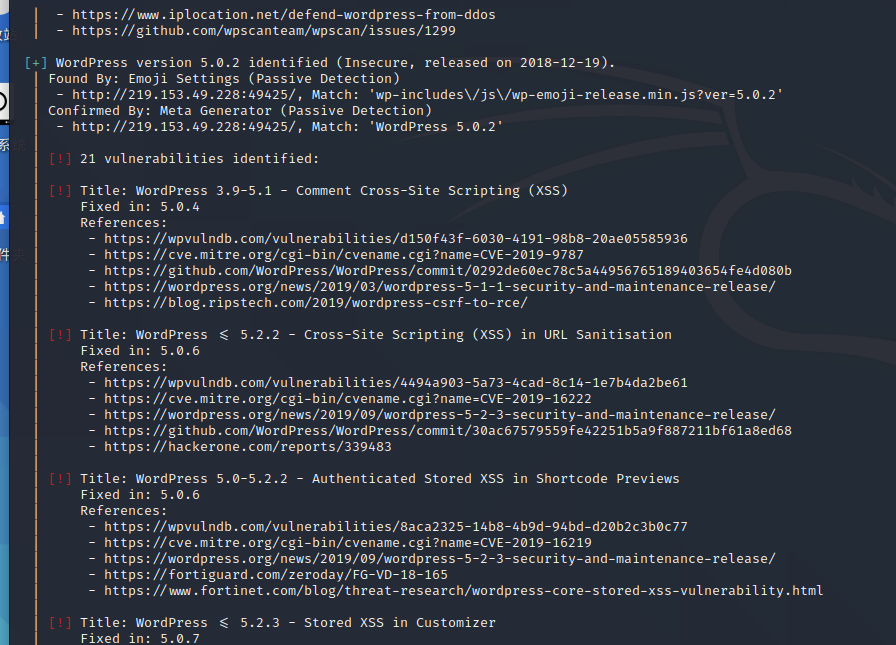 - https://www.iplocation.net/defend-wordpress-from-ddos
- https://github.com/wpscanteam/wpscan/issues/1299
[+] WordPress version 5.0.2 identified (Insecure, released on 2018-12-19).
Found By: Emoji Settings (Passive Detection)
- http://219.153.49.228:49425/, Match: 'wp-includes\/js\/wp-emoji-release.min.js?ver=5.0.2'
Confirmed By: Meta Generator (Passive Detection)
- http://219.153.49.228:49425/, Match: 'WordPress 5.0.2'
[!] 21 vulnerabilities identified:
[!] Title: WordPress 3.9-5.1 - Comment Cross-Site Scripting (XSS)
Fixed in: 5.0.4
References:
- https://wpvulndb.com/vulnerabilities/d150f43f-6030-4191-98b8-20ae05585936
- https://cve.mitre.org/cgi-bin/cvename.cgi?name=CVE-2019-9787
- https://github.com/WordPress/WordPress/commit/0292de60ec78c5a44956765189403654fe4d080b
- https://wordpress.org/news/2019/03/wordpress-5-1-1-security-and-maintenance-release/
- https://blog.ripstech.com/2019/wordpress-csrf-to-rce/
[!] Title: WordPress <= 5.2.2 - Cross-Site Scripting (XSS) in URL Sanitisation
Fixed in: 5.0.6
References:
- https://wpvulndb.com/vulnerabilities/4494a903-5a73-4cad-8c14-1e7b4da2be61
- https://cve.mitre.org/cgi-bin/cvename.cgi?name=CVE-2019-16222
- https://wordpress.org/news/2019/09/wordpress-5-2-3-security-and-maintenance-release/
- https://github.com/WordPress/WordPress/commit/30ac67579559fe42251b5a9f887211bf61a8ed68
- https://hackerone.com/reports/339483
[!] Title: WordPress 5.0-5.2.2 - Authenticated Stored XSS in Shortcode Previews
Fixed in: 5.0.6
References:
- https://wpvulndb.com/vulnerabilities/8aca2325-14b8-4b9d-94bd-d20b2c3b0c77
- https://cve.mitre.org/cgi-bin/cvename.cgi?name=CVE-2019-16219
- https://wordpress.org/news/2019/09/wordpress-5-2-3-security-and-maintenance-release/
- https://fortiguard.com/zeroday/FG-VD-18-165
- https://www.fortinet.com/blog/threat-research/wordpress-core-stored-xss-vulnerability.html
[!] Title: WordPress <= 5.2.3 - Stored XSS in Customizer
Fixed in: 5.0.7